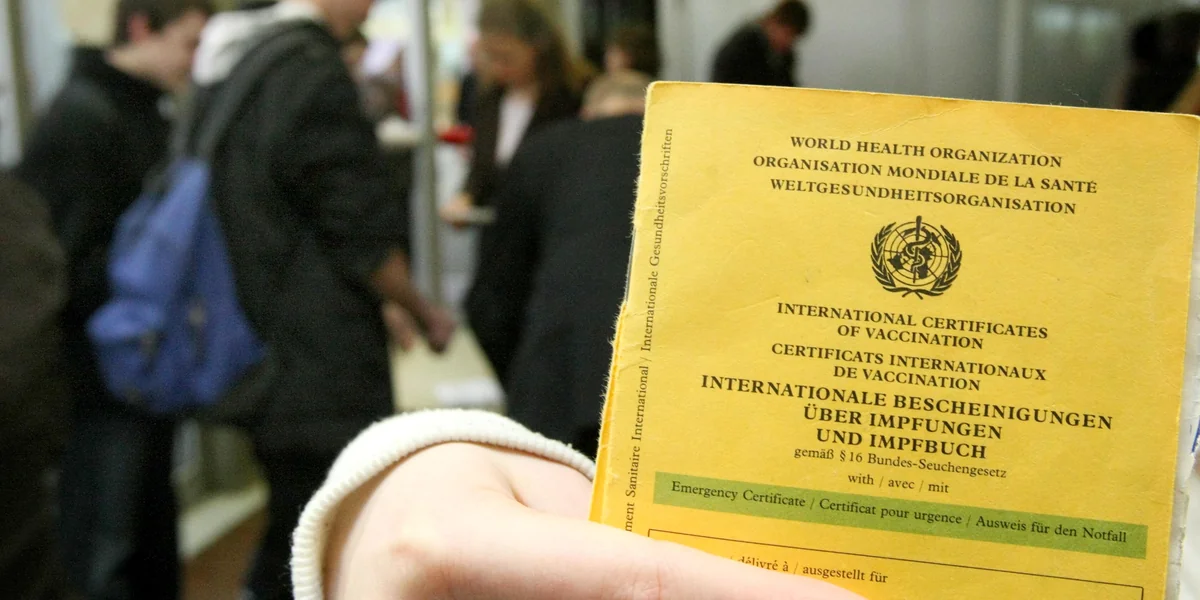 WORLD HEALTH ORGANIZATION
ORGANISATION MONDIALE DE LA SANTÉ
WELTGESUNDHEITSORGANISATION
INTERNATIONAL CERTIFICATES
OF VACCINATION
CERTIFICATS INTERNATIONAUX
DE VACCINATION
INTERNATIONALE BESCHEINIGUNGEN
ÜBER IMPFUNGEN
UND IMPFBUCH
gemäß § 16 Bundes-Seuchengesetz
with / avec / mit
Emergency Certificate / Certificat pour urgence / Ausweis für den Notfall
/ délivré à / ausgestellt für
Sanitaire International / Internationale Gesundheitsvorschriften